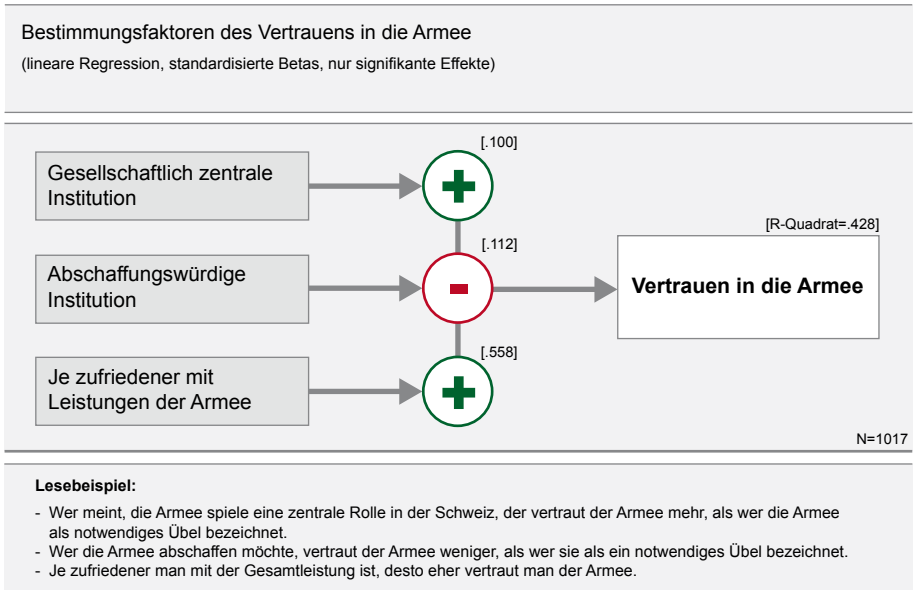 Bestimmungsfaktoren des Vertrauens in die Armee
(lineare Regression, standardisierte Betas, nur signifikante Effekte)
[.100]
Gesellschaftlich zentrale
Institution
[R-Quadrat=.428]
[.112]
Abschaffungswürdige
Institution
Vertrauen in die Armee
[.558]
Je zufriedener mit
Leistungen der Armee
N=1017
Lesebeispiel:
- Wer meint, die Armee spiele eine zentrale Rolle in der Schweiz, der vertraut der Armee mehr, als wer die Armee
als notwendiges Übel bezeichnet.
- Wer die Armee abschaffen möchte, vertraut der Armee weniger, als wer sie als ein notwendiges Übel bezeichnet.
- Je zufriedener man mit der Gesamtleistung ist, desto eher vertraut man der Armee.